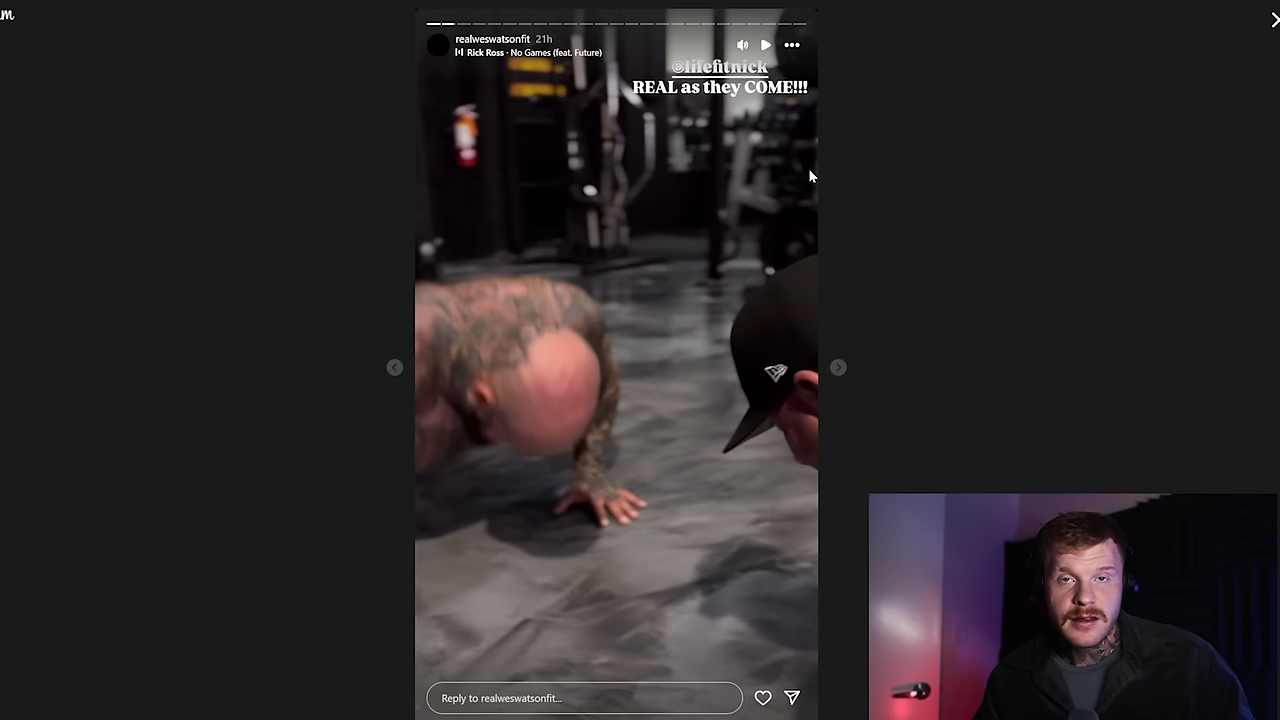 m
realweswatsonfit 21h
Rick Ross · No Games (feat. Future)
@lifefitnick
REAL as they COME!!!
Reply to realweswatsonfit...